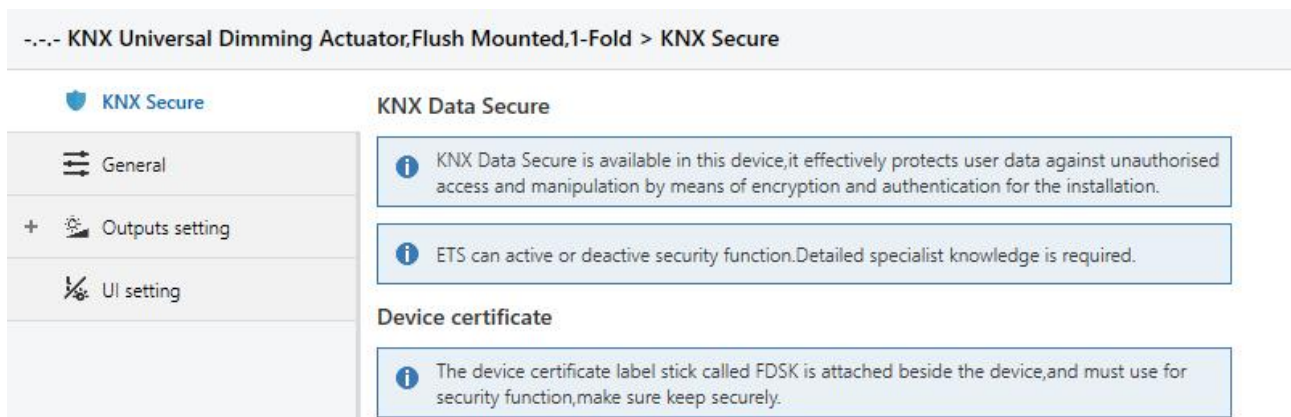 -.-.- KNX Universal Dimming Actuator,Flush Mounted,1-Fold > KNX Secure
KNX Secure
General
+ Outputs setting
UI setting
KNX Data Secure
KNX Data Secure is available in this device,it effectively protects user data against unauthorised
access and manipulation by means of encryption and authentication for the installation.
ETS can active or deactive security function.Detailed specialist knowledge is required.
Device certificate
The device certificate label stick called FDSK is attached beside the device,and must use for
security function,make sure keep securely.